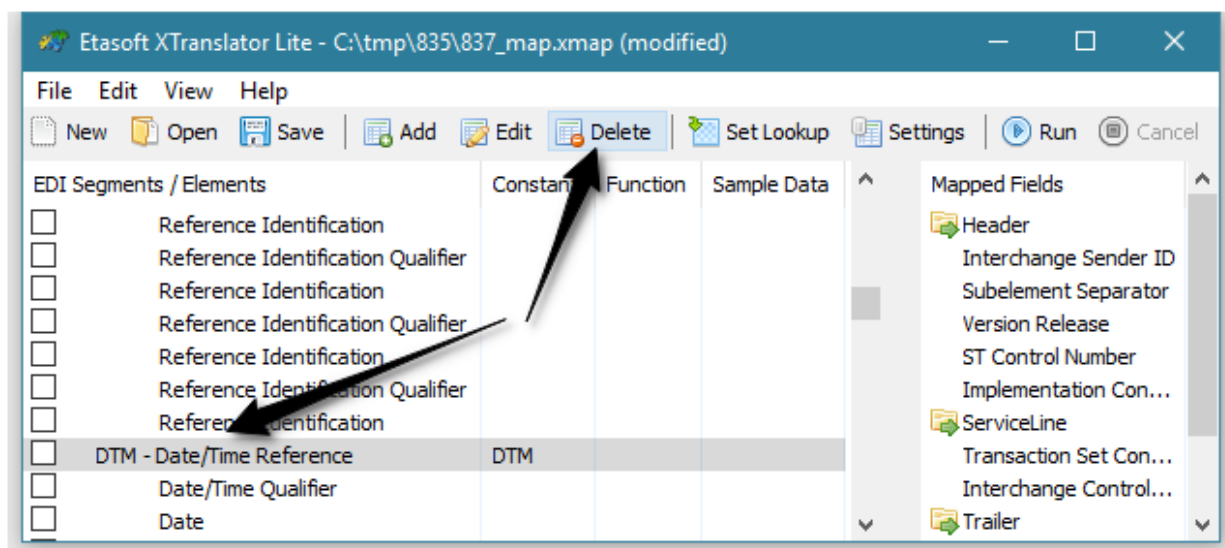 Etasoft XTranslator Lite - C:\tmp\835\837_map.xmap (modified)
File Edit View Help
New Open Save Add Edit Delete Set Lookup Settings Run Cancel
EDI Segments / Elements Function Sample Data Mapped Fields
Reference Identification Header
Reference Identification Qualifier Interchange Sender ID
Reference Identification Subelement Separator
Reference Identification Qualifier Version Release
Reference Identification ST Control Number
Reference Identification Qualifier Implementation Con...
Reference Identification ServiceLine
DTM - Date/Time Reference DTM Transaction Set Con...
Date/Time Qualifier Interchange Control...
Date Trailer